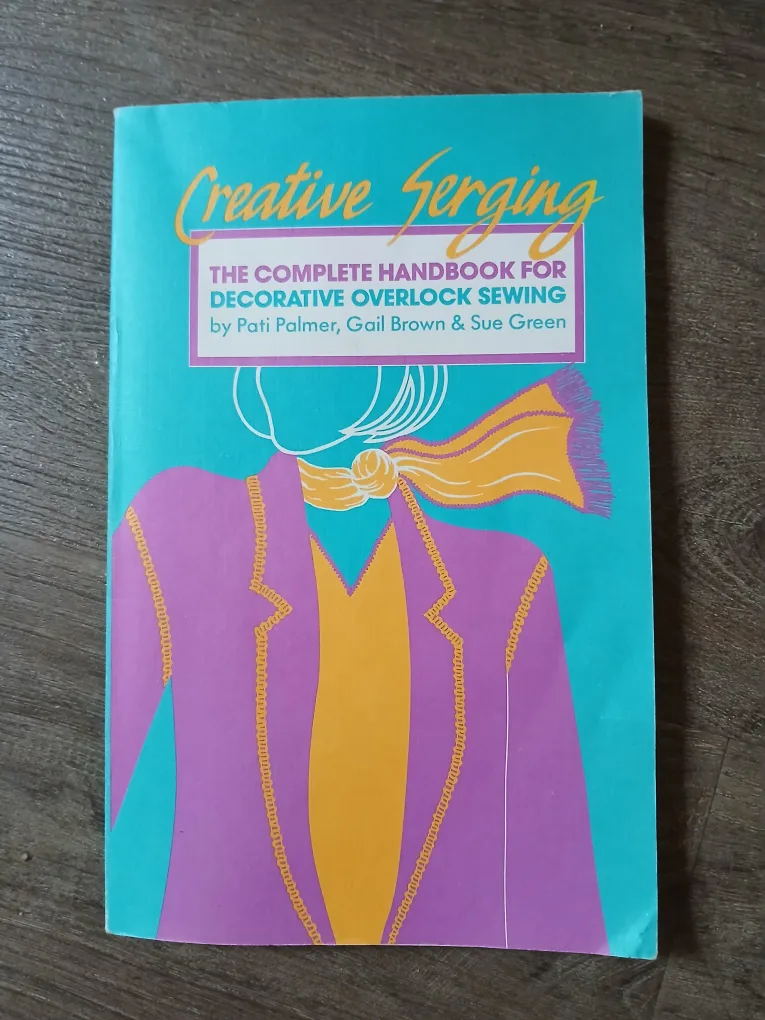 Creative Serging
THE COMPLETE HANDBOOK FOR
DECORATIVE OVERLOCK SEWING
by Pati Palmer, Gail Brown & Sue Green